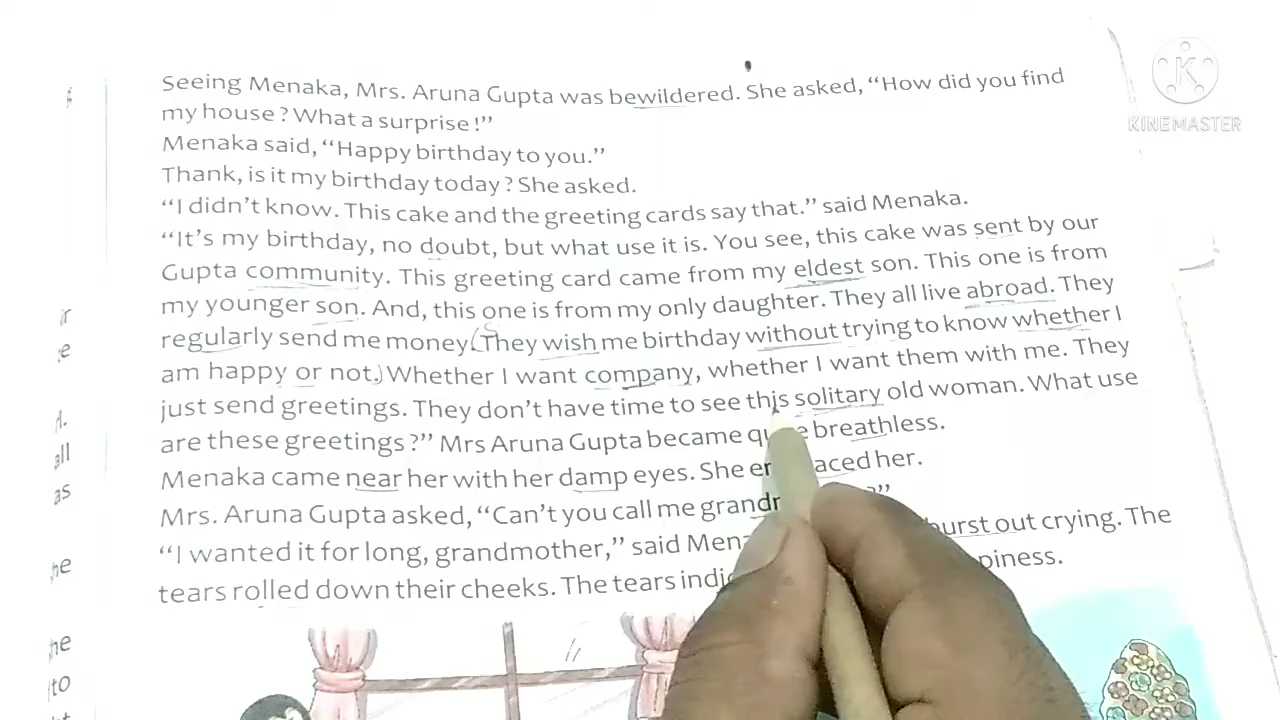 Seeing Menaka, Mrs. Aruna Gupta was bewildered. She asked, “How did you find
my house? What a surprise!”
Menaka said, “Happy birthday to you.”
Thank, is it my birthday today? She asked.
“I didn’t know. This cake and the greeting cards say that.” said Menaka.
“It’s my birthday, no doubt, but what use it is. You see, this cake was sent by our
Gupta community. This greeting card came from my eldest son. This one is from
my younger son. And, this one is from my only daughter. They all live abroad. They
regularly send me money. They wish me birthday without trying to know whether I
am happy or not. Whether I want company, whether I want them with me. They
just send greetings. They don’t have time to see this solitary old woman. What use
are these greetings?” Mrs Aruna Gupta became breathless.
Menaka came near her with her damp eyes. She her.
Mrs. Aruna Gupta asked, “Can’t you call me
“I wanted it for long, grandmother,” said burst out crying. The
tears rolled down their cheeks. The tears
KINEMASTER
he
all
as
he
to